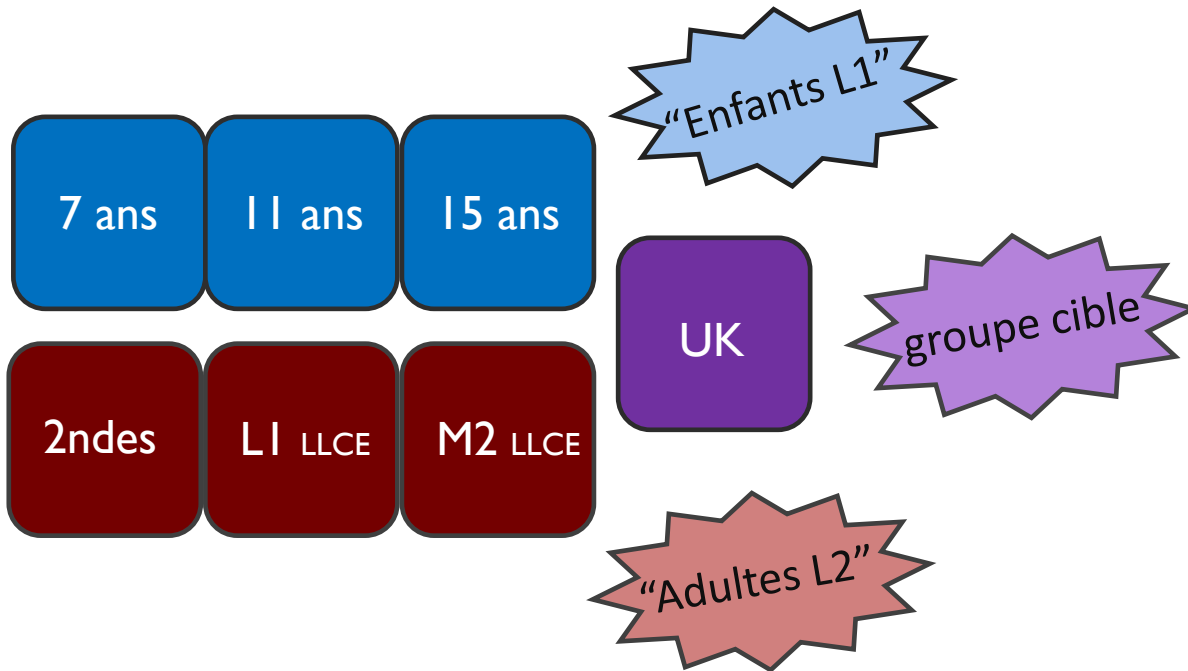 “Enfants L1”
7 ans
11 ans
15 ans
UK
groupe cible
2ndes
L1 LLCE
M2 LLCE
“Adultes L2”